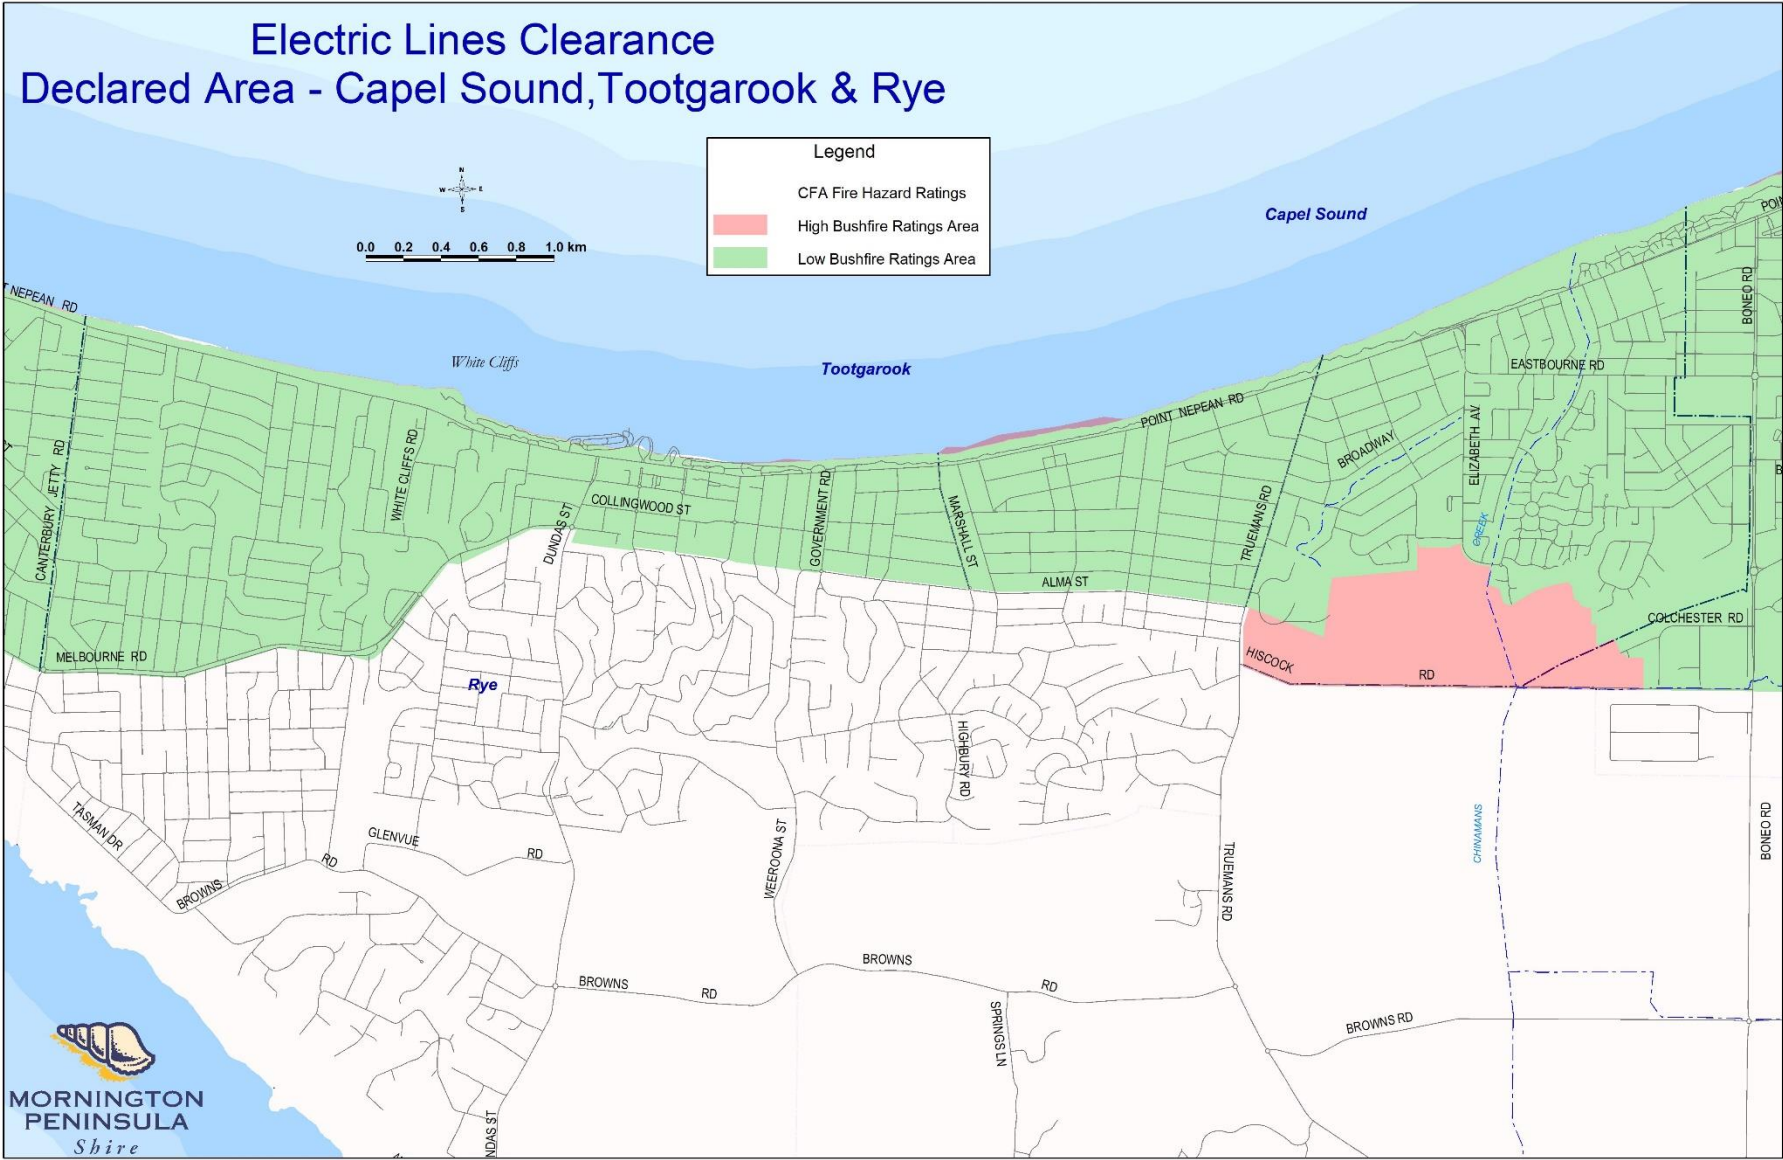 Electric Lines Clearance
Declared Area - Capel Sound,Tootgarook & Rye
Legend
CFA Fire Hazard Ratings
High Bushfire Ratings Area
Low Bushfire Ratings Area
N
W E
S
0.0 0.2 0.4 0.6 0.8 1.0 km
Capel Sound
NEPEAN RD
BONEO RD
White Cliffs
Tootgarook
EASTBOURNE RD
POINT NEPEAN RD
BROADWAY
ELIZABETH AV
CANTERBURY JETTY RD
WHITE CLIFFS RD
COLLINGWOOD ST
DUNDAS ST
GOVERNMENT RD
MARSHALL ST
TRUEMANS RD
CREEK
ALMA ST
COLCHESTER RD
MELBOURNE RD
Rye
HISCOCK RD
HIGHBURY RD
TASMAN DR
GLENVUE RD
BROWNS RD
WEEROONA ST
TRUEMANS RD
CHINAMANS
BONEO RD
BROWNS RD
BROWNS RD
SPRINGS LN
BROWNS RD
NDAS ST
MORNINGTON
PENINSULA
Shire